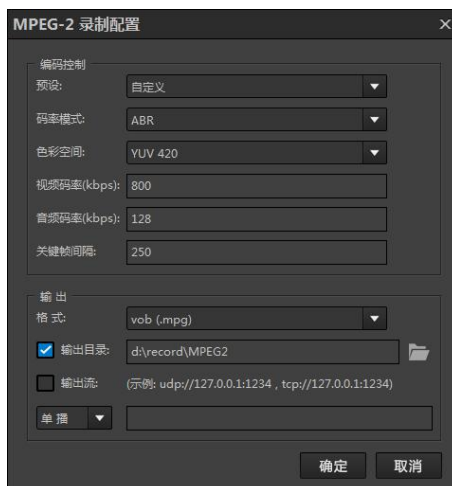 MPEG-2 录制配置
编码控制
预设: 自定义
码率模式: ABR
色彩空间: YUV 420
视频码率(kbps): 800
音频码率(kbps): 128
关键帧间隔: 250
输 出
格 式: vob (.mpg)
输出目录: d:\record\MPEG2
输出流: (示例: udp://127.0.0.1:1234 , tcp://127.0.0.1:1234)
单 播
确定 取消